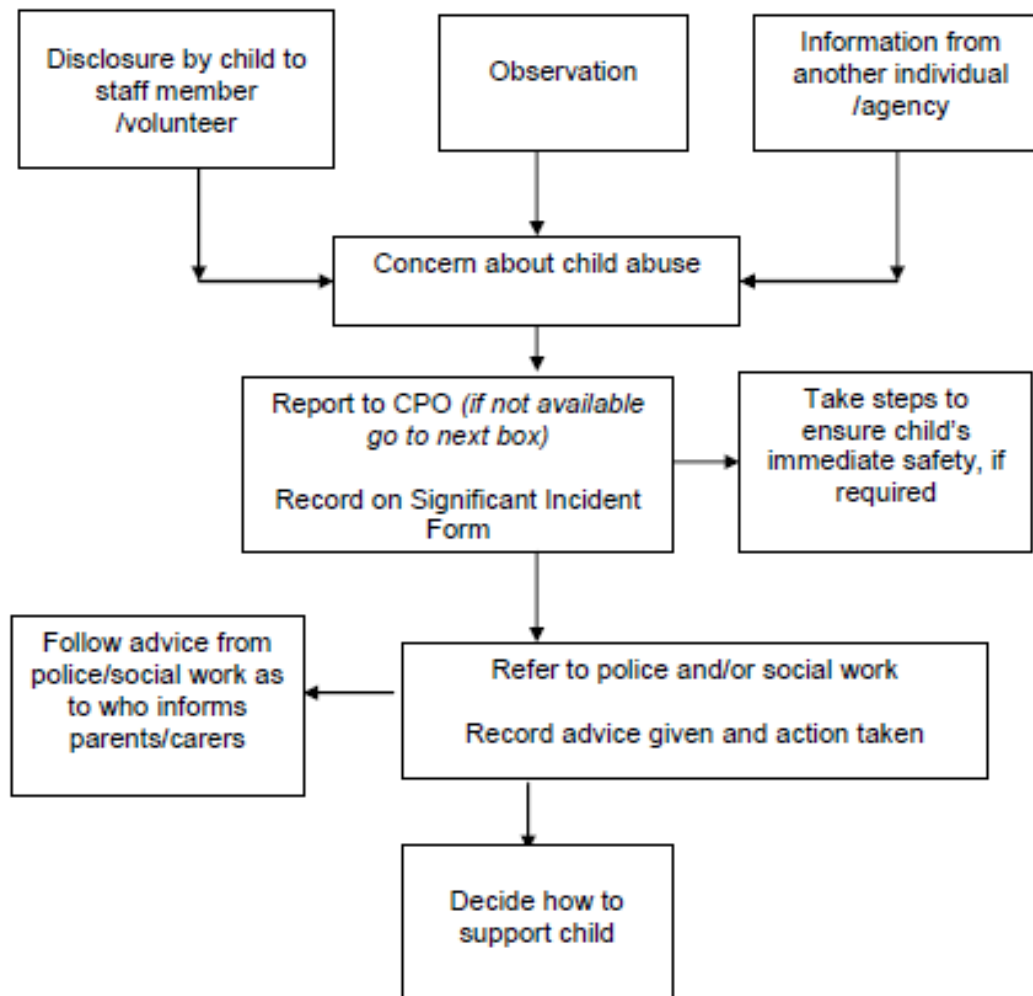 Disclosure by child to
staff member
/volunteer
Observation
Information from
another individual
/agency
Concern about child abuse
Report to CPO (if not available
go to next box)
Record on Significant Incident
Form
Take steps to
ensure child's
immediate safety, if
required
Follow advice from
police/social work as
to who informs
parents/carers
Refer to police and/or social work
Record advice given and action taken
Decide how to
support child